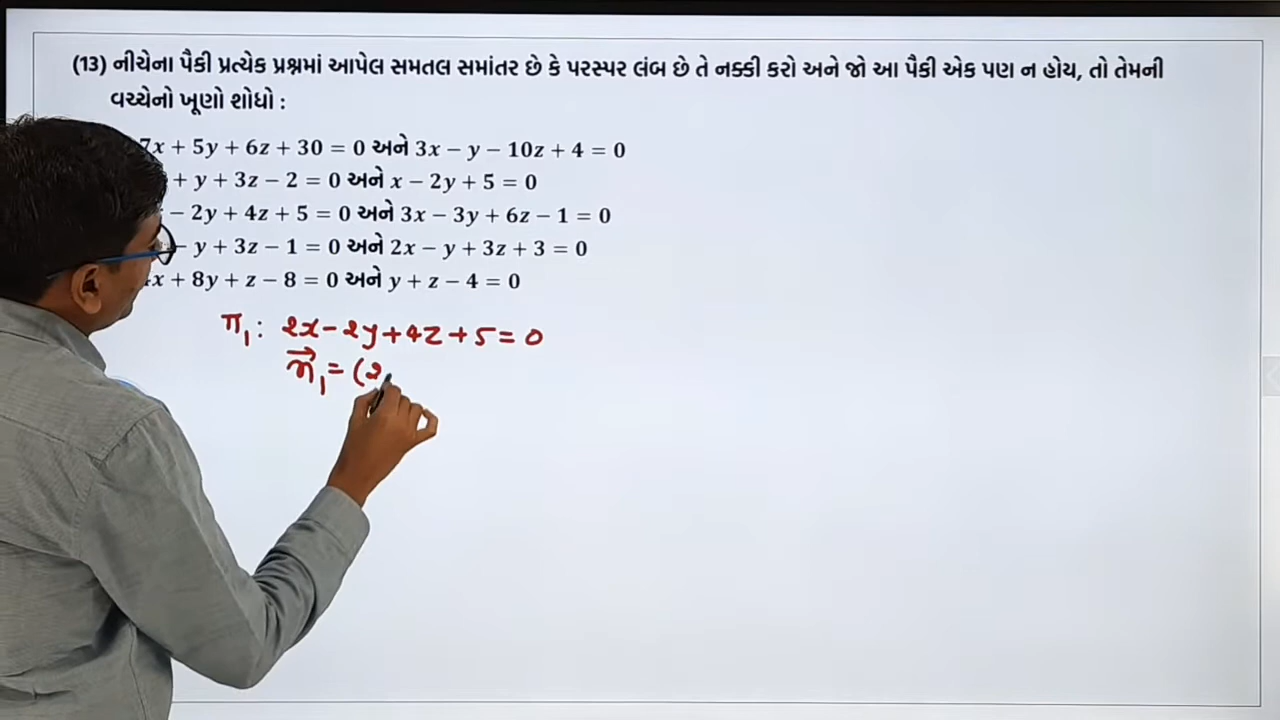 (13) નીચેના પૈકી પ્રત્યેક પ્રશ્નમાં આપેલ સમતલ સમાંતર છે કે પરસ્પર લંબ છે તે નક્કી કરો અને જો આ પૈકી એક પણ ન હોય, તો તેમની
વચ્ચેનો ખૂણો શોધો :
7x + 5y + 6z + 30 = 0 અને 3x − y − 10z + 4 = 0
+ y + 3z − 2 = 0 અને x − 2y + 5 = 0
− 2y + 4z + 5 = 0 અને 3x − 3y + 6z − 1 = 0
− y + 3z − 1 = 0 અને 2x − y + 3z + 3 = 0
x + 8y + z − 8 = 0 અને y + z − 4 = 0
π₁ : 2x − 2y + 4z + 5 = 0
n⃗₁ = (2